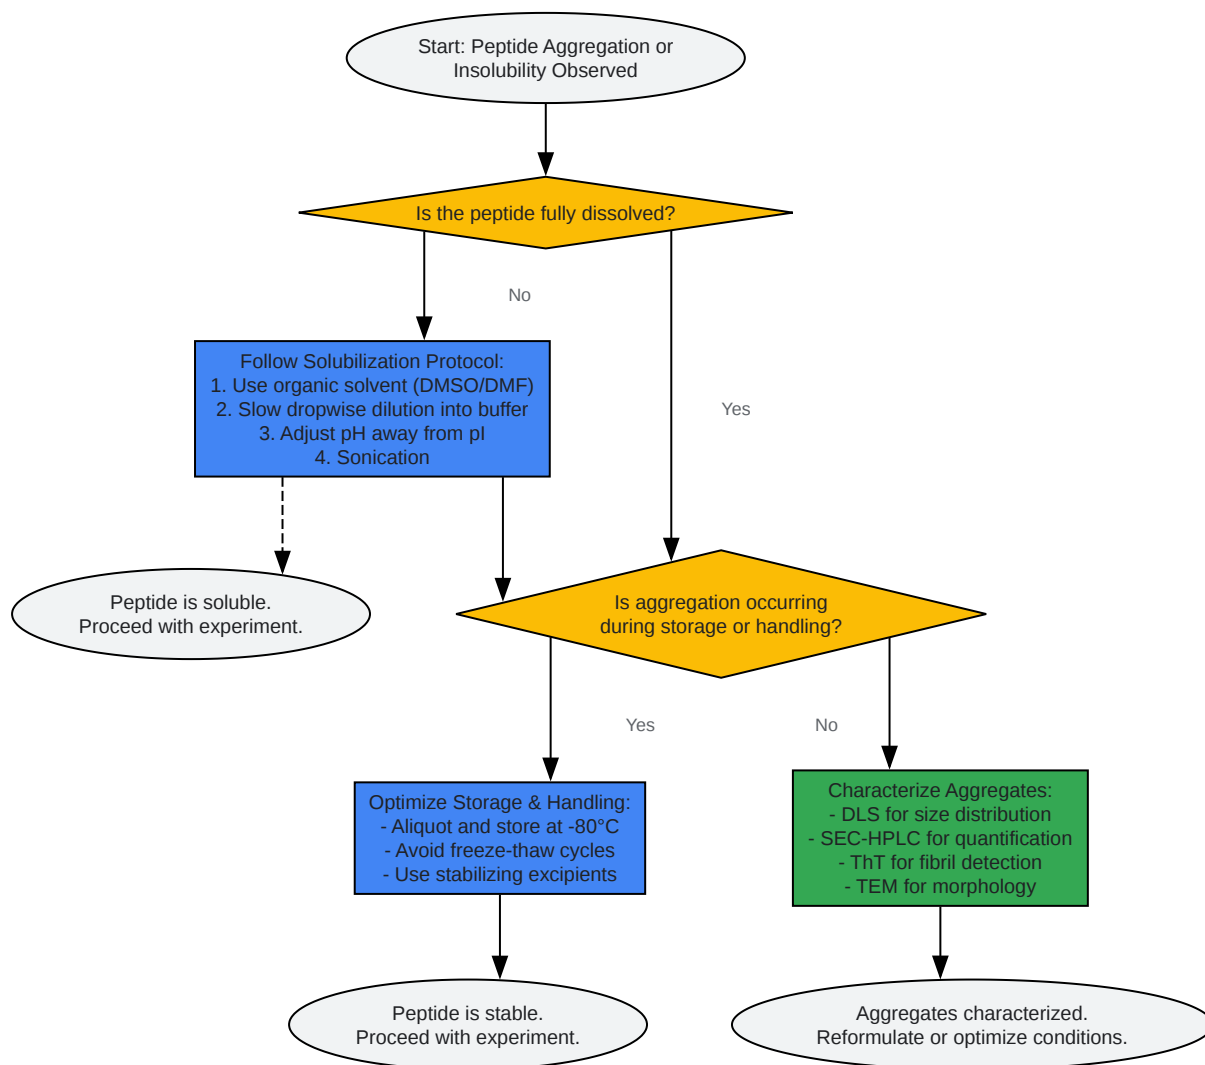 Start: Peptide Aggregation or
Insolubility Observed
Is the peptide fully dissolved?
No
Follow Solubilization Protocol:
1. Use organic solvent (DMSO/DMF)
2. Slow dropwise dilution into buffer
3. Adjust pH away from pI
4. Sonication
Yes
Peptide is soluble.
Proceed with experiment.
Is aggregation occurring
during storage or handling?
Yes
No
Optimize Storage & Handling:
- Aliquot and store at -80°C
- Avoid freeze-thaw cycles
- Use stabilizing excipients
Characterize Aggregates:
- DLS for size distribution
- SEC-HPLC for quantification
- ThT for fibril detection
- TEM for morphology
Peptide is stable.
Proceed with experiment.
Aggregates characterized.
Reformulate or optimize conditions.